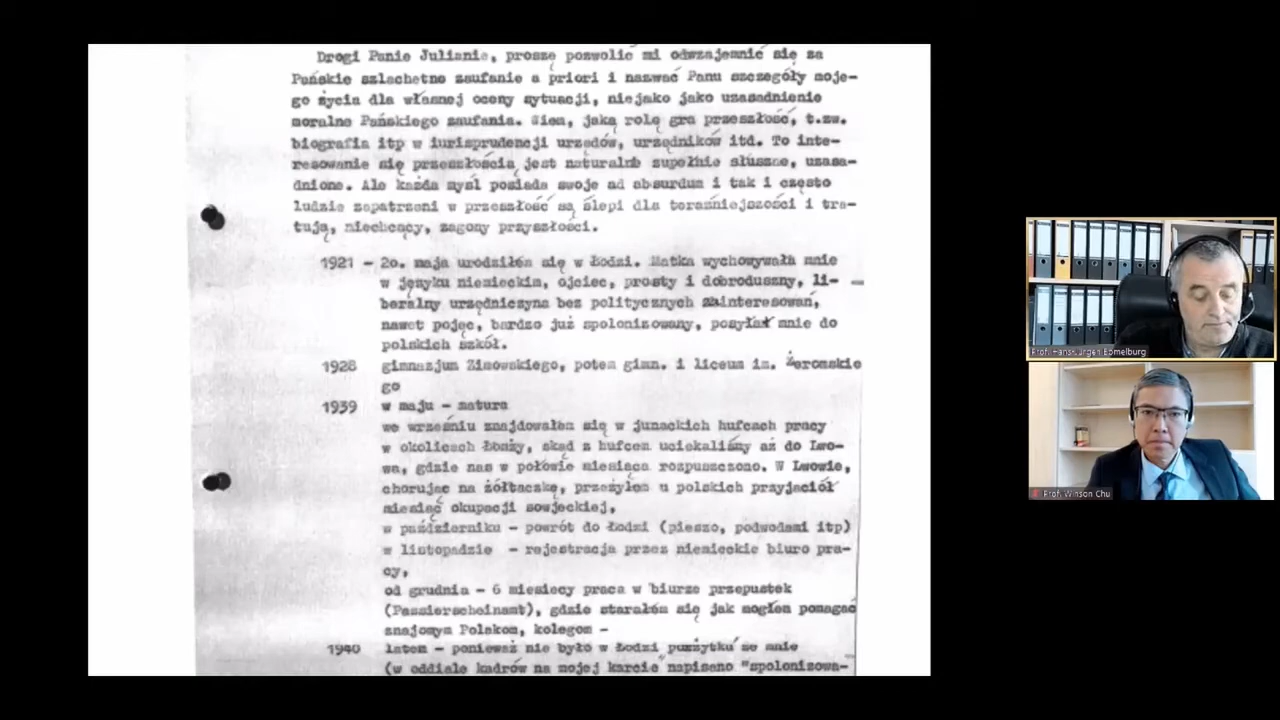 Drogi Panie Julianie, proszę pozwolić mi odwzajemnić się za
Pańskie szlachetne zaufanie a priori i nazwać Panu szczegóły moje-
go życia dla własnej oceny sytuacji, niejako jako uzasadnienie
moralne Pańskiego zaufania. Wiem, jaką rolę gra przeszłość, t.zw.
biografia itp w iurisprudencji urzędów, urzędników itd. To inte-
resowanie się przeszłością jest naturalnie zupełnie słuszne, uzasa-
dnione. Ale każda myśl posiada swoje ad absurdum i tak i często
ludzie zapatrzeni w przeszłość są ślepi dla teraźniejszości i tra-
tują, niechcący, zagony przyszłości.
1921 – 2o. maja urodziłem się w Łodzi. Matka wychowywała mnie
w języku niemieckim, ojciec, prosty i dobroduszny, li-
beralny urzędniczyna bez politycznych zainteresowań,
nawet pojęć, bardzo już spolonizowany, posyłał mnie do
polskich szkół.
1928 gimnazjum Zimowskiego, potem gimn. i liceum im. Żeromskie
go
1939 w maju – matura
we wrześniu znajdowałem się w junackich hufcach pracy
w okolicach Łomży, skąd z hufcem uciekaliśmy aż do Lwo-
wa, gdzie nas w połowie miesiąca rozpuszczono. W Lwowie,
chorując na żółtaczkę, przeżyłem u polskich przyjaciół
miesiąc okupacji sowjeckiej,
w październiku – powrót do Łodzi (pieszo, podwodami itp)
w listopadzie – rejestracja przez niemieckie biuro pra-
cy,
od grudnia – 6 miesięcy praca w biurze przepustek
(Passierscheinamt), gdzie starałem się jak mogłem pomagać
znajomym Polakom, kolegom –
1940 latem – ponieważ nie było w Łodzi pożytku ze mnie
(w oddziale kadrów na mojej karcie napisano "spolonizowa-
Prof. Hans-Jürgen Bömelburg
Prof. Winson Chu